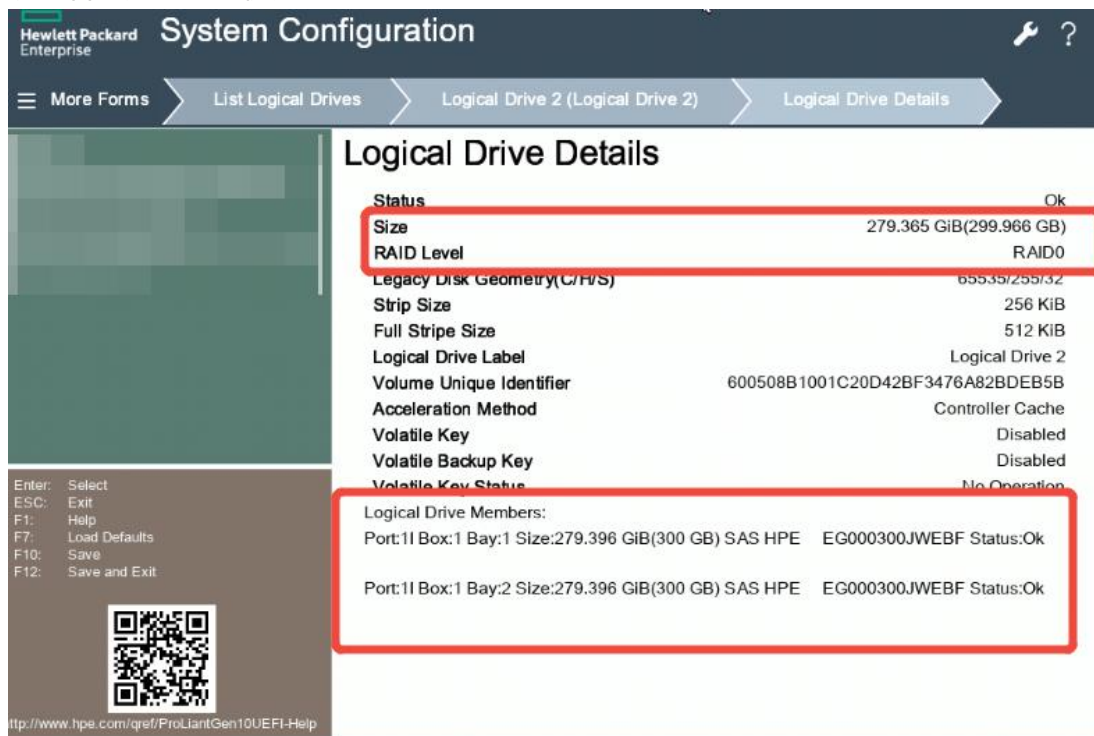 Hewlett Packard
Enterprise
System Configuration
?
More Forms
List Logical Drives
Logical Drive 2 (Logical Drive 2)
Logical Drive Details
Logical Drive Details
Status Ok
Size 279.365 GiB(299.966 GB)
RAID Level RAID0
Legacy Disk Geometry(C/H/S) 65535/255/32
Strip Size 256 KiB
Full Stripe Size 512 KiB
Logical Drive Label Logical Drive 2
Volume Unique Identifier 600508B1001C20D42BF3476A82BDEB5B
Acceleration Method Controller Cache
Volatile Key Disabled
Volatile Backup Key Disabled
Volatile Key Status No Operation
Logical Drive Members:
Port:1I Box:1 Bay:1 Size:279.396 GiB(300 GB) SAS HPE EG000300JWEBF Status:Ok
Port:1I Box:1 Bay:2 Size:279.396 GiB(300 GB) SAS HPE EG000300JWEBF Status:Ok
Enter: Select
ESC: Exit
F1: Help
F7: Load Defaults
F10: Save
F12: Save and Exit
ttp://www.hpe.com/qref/ProLiantGen10UEFI-Help